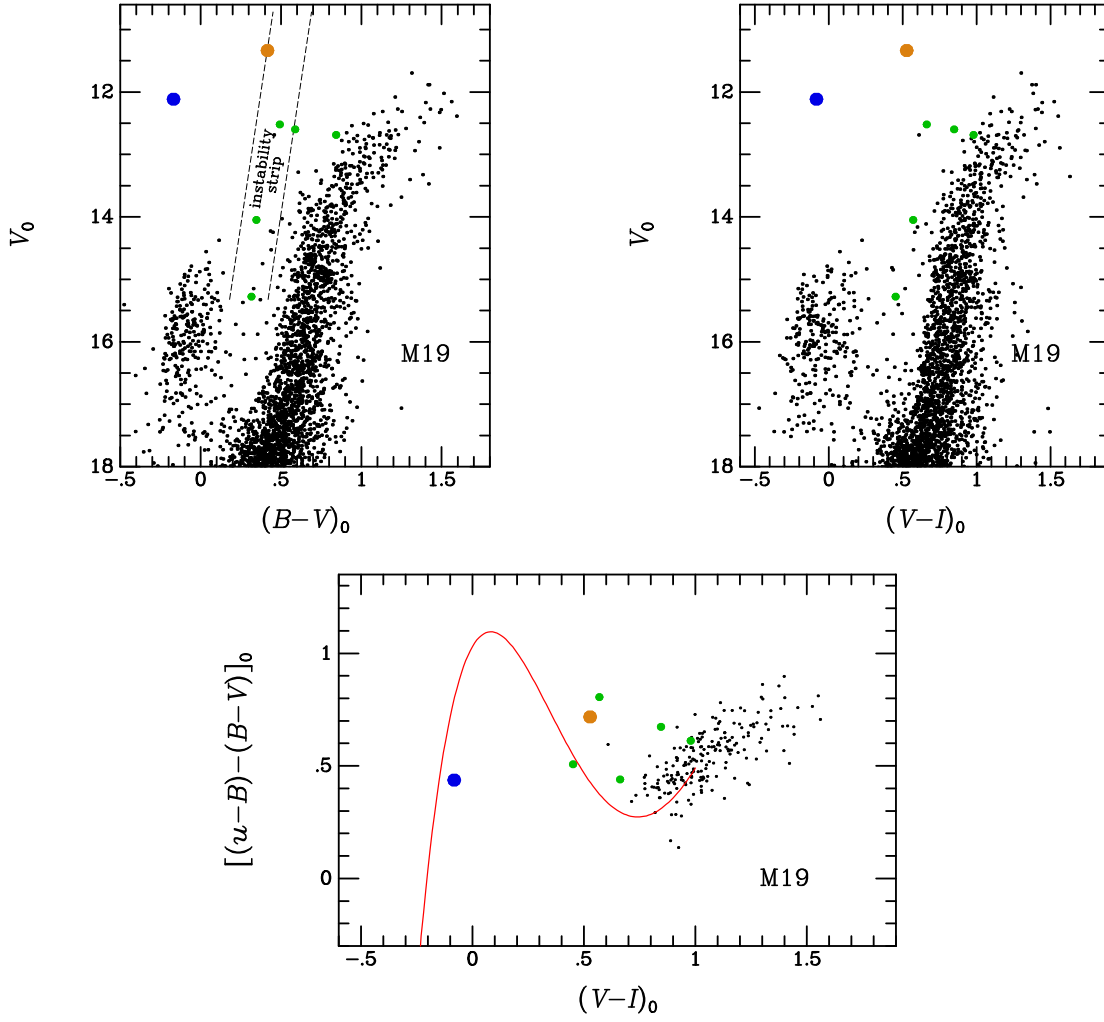 12
14
16
18
V₀
-.5 0 .5 1 1.5
(B-V)₀
instability
strip
M19
12
14
16
18
V₀
-.5 0 .5 1 1.5
(V-I)₀
M19
1
.5
0
[(u-B)-(B-V)]₀
-.5 0 .5 1 1.5
(V-I)₀
M19